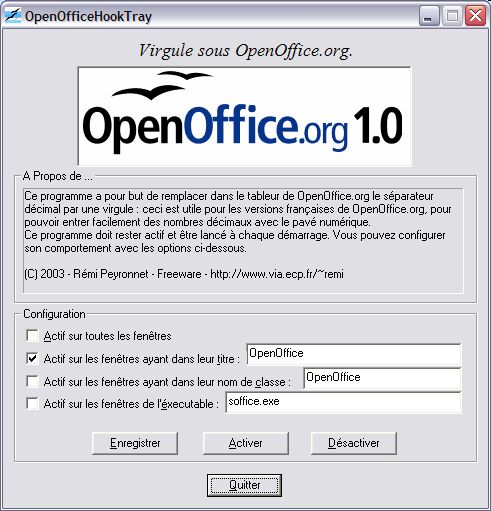 OpenOfficeHookTray
Virgule sous OpenOffice.org.
OpenOffice.org 1.0
A Propos de ...
Ce programme a pour but de remplacer dans le tableur de OpenOffice.org le séparateur
décimal par une virgule : ceci est utile pour les versions françaises de OpenOffice.org, pour
pouvoir entrer facilement des nombres décimaux avec le pavé numérique.
Ce programme doit rester actif et être lancé à chaque démarrage. Vous pouvez configurer
son comportement avec les options ci-dessous.
(C) 2003 - Rémi Peyronnet - Freeware - http://www.via.ecp.fr/~remi
Configuration
Actif sur toutes les fenêtres
Actif sur les fenêtres ayant dans leur titre : OpenOffice
Actif sur les fenêtres ayant dans leur nom de classe : OpenOffice
Actif sur les fenêtres de l'éxecutable : soffice.exe
Enregistrer Activer Désactiver
Quitter